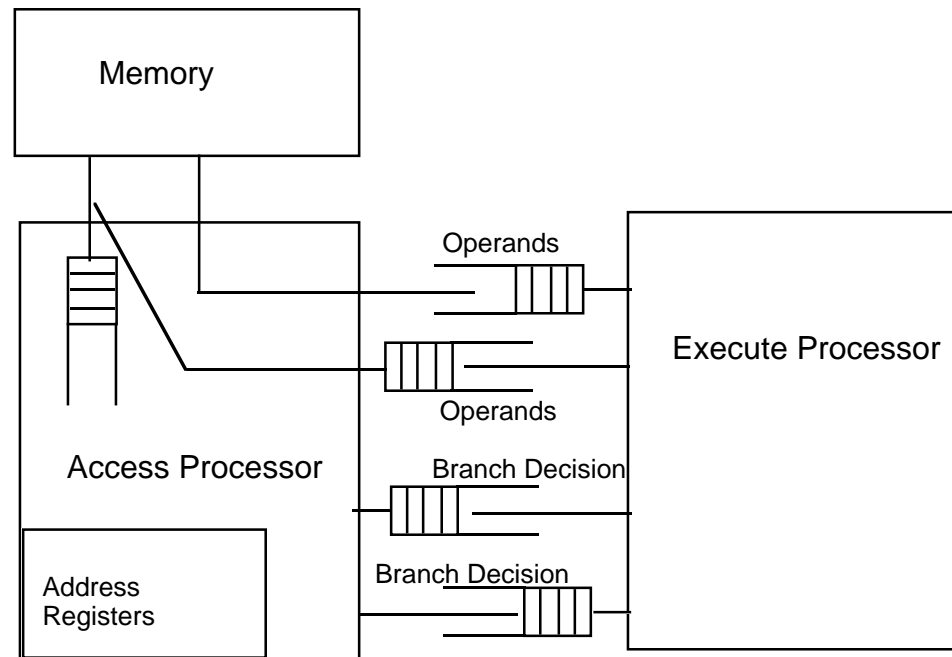 Memory
Operands
Execute Processor
Operands
Access Processor
Branch Decision
Branch Decision
Address
Registers